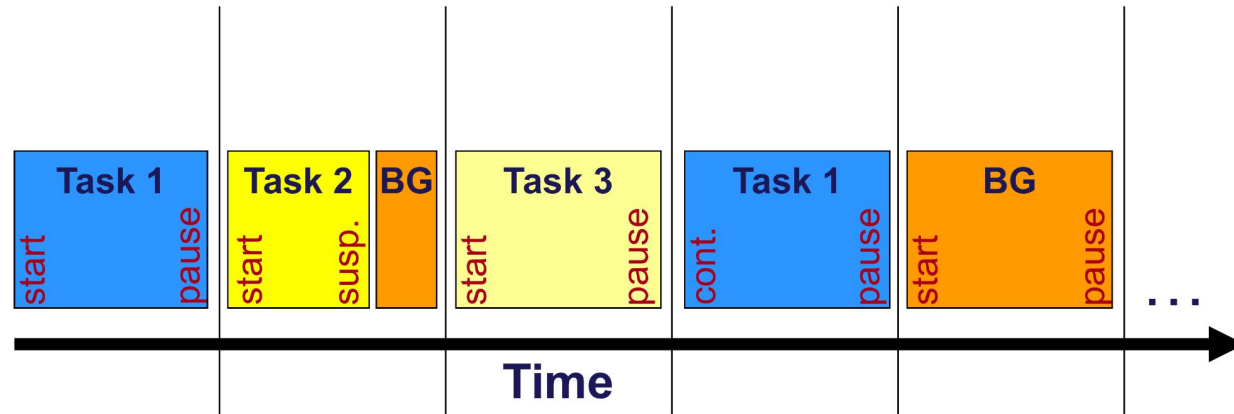 Task 1
start
pause
Task 2
start
susp.
BG
Task 3
start
pause
Task 1
cont.
pause
BG
start
pause
. . .
Time